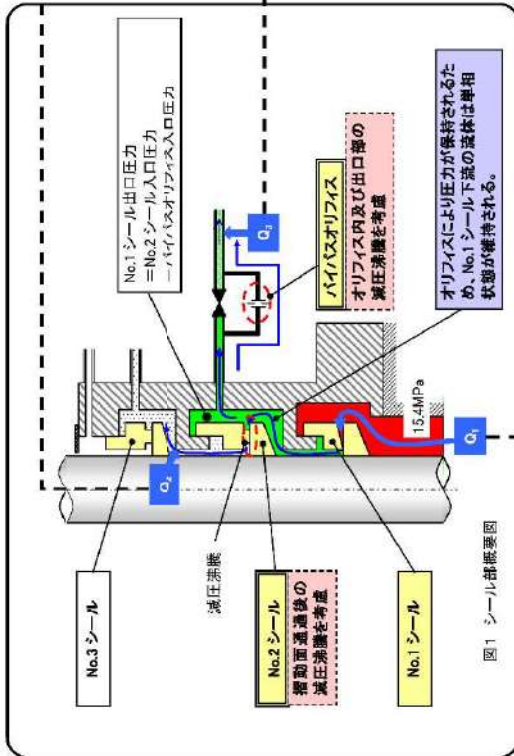 No.1 シール出口圧力
＝No.2 シール入口圧力
＝バイパスオリフィス入口圧力
バイパスオリフィス
オリフィス内及び出口部の
減圧沸騰を考慮
オリフィスにより圧力が保持されるた
め、No.1 シール下流の流体は単相
状態が維持される。
Q₃
15.4MPa
Q₁
Q₂
No.3 シール
減圧沸騰
No.2 シール
摺動面通過後の
減圧沸騰を考慮
No.1 シール
図1 シール部概要図